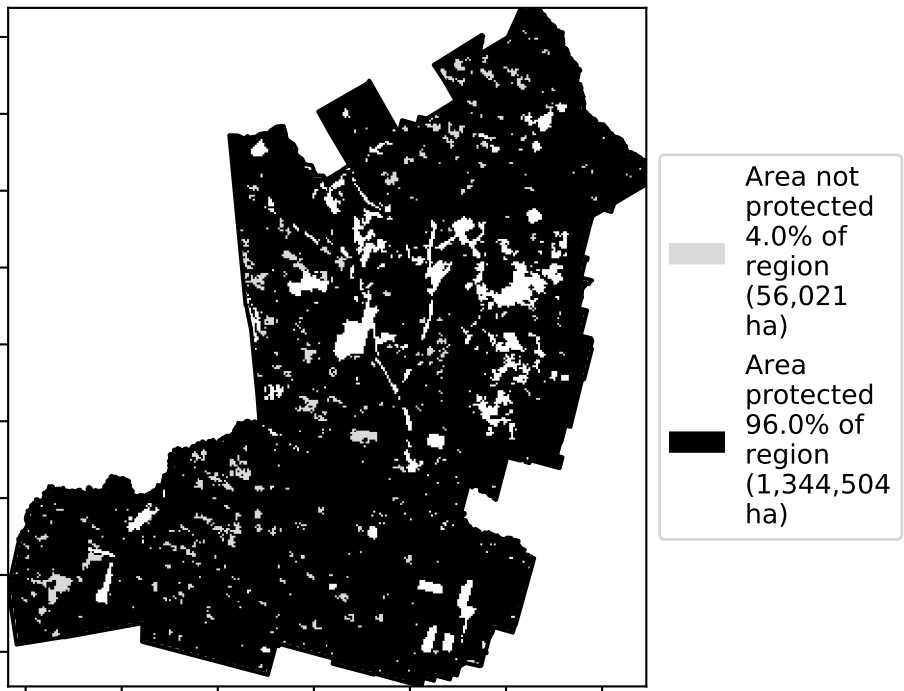 Area not
protected
4.0% of
region
(56,021
ha)
Area
protected
96.0% of
region
(1,344,504
ha)